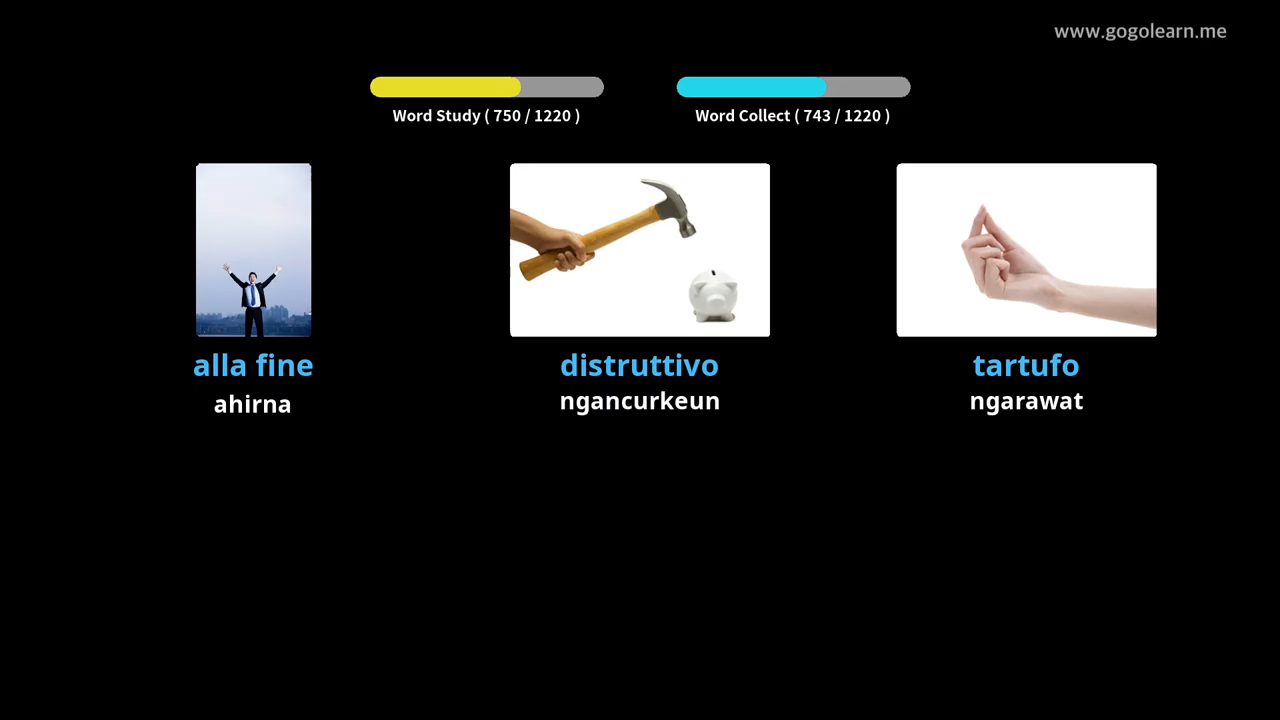 www.gogolearn.me
Word Study ( 750 / 1220 )
Word Collect ( 743 / 1220 )
alla fine
ahirna
distruttivo
ngancurkeun
tartufo
ngarawat